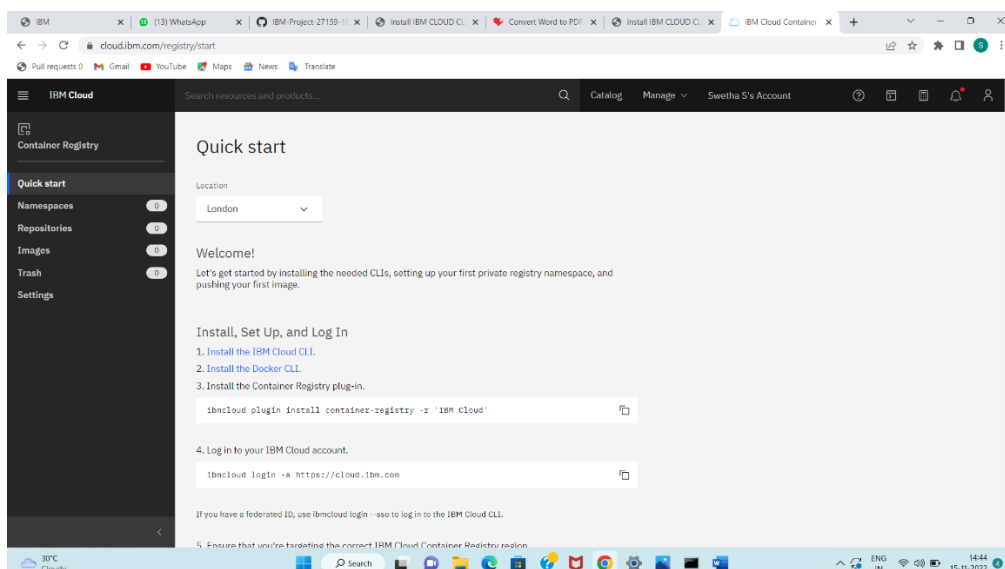 IBM
(13) WhatsApp
IBM-Project-27159-16
install IBM CLOUD CLI
Convert Word to PDF.
install IBM CLOUD CL
IBM Cloud Container
cloud.ibm.com/registry/start
Pull requests 0 Gmail YouTube Maps News Translate
IBM Cloud
Search resources and products...
Catalog Manage Swetha S's Account
Container Registry
Quick start
Namespaces 0
Repositories 0
Images 0
Trash 0
Settings
Quick start
Location
London
Welcome!
Let's get started by installing the needed CLIs, setting up your first private registry namespace, and
pushing your first image.
Install, Set Up, and Log In
1. Install the IBM Cloud CLI.
2. Install the Docker CLI.
3. Install the Container Registry plug-in.
ibmcloud plugin install container-registry -r 'IBM Cloud'
4. Log in to your IBM Cloud account.
ibmcloud login -a https://cloud.ibm.com
If you have a federated ID, use ibmcloud login --sso to log in to the IBM Cloud CLI.
5. Ensure that you're targeting the correct IBM Cloud Container Registry region
30°C
Cloudy
Search
ENG
IN
14:44
15-11-2022